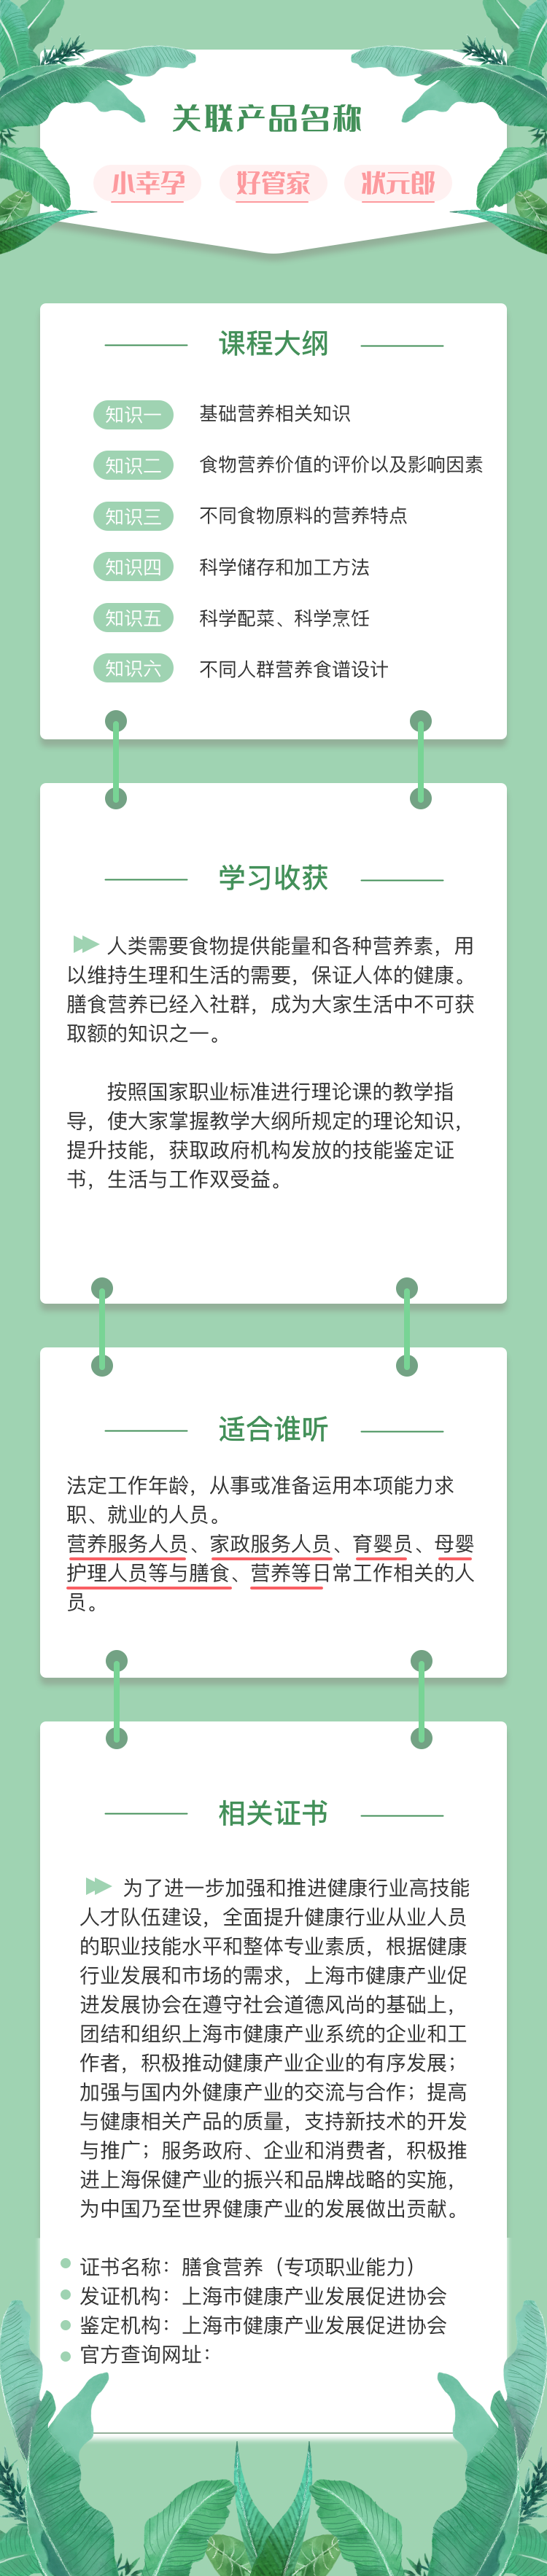 关联产品名称
小幸孕 好管家 状元郎
课程大纲
知识一 基础营养相关知识
知识二 食物营养价值的评价以及影响因素
知识三 不同食物原料的营养特点
知识四 科学储存和加工方法
知识五 科学配菜、科学烹饪
知识六 不同人群营养食谱设计
学习收获
人类需要食物提供能量和各种营养素，用
以维持生理和生活的需要，保证人体的健康。
膳食营养已经入社群，成为大家生活中不可获
取额的知识之一。
按照国家职业标准进行理论课的教学指
导，使大家掌握教学大纲所规定的理论知识，
提升技能，获取政府机构发放的技能鉴定证
书，生活与工作双受益。
适合谁听
法定工作年龄，从事或准备运用本项能力求
职、就业的人员。
营养服务人员、家政服务人员、育婴员、母婴
护理人员等与膳食、营养等日常工作相关的人
员。
相关证书
为了进一步加强和推进健康行业高技能
人才队伍建设，全面提升健康行业从业人员
的职业技能水平和整体专业素质，根据健康
行业发展和市场的需求，上海市健康产业促
进发展协会在遵守社会道德风尚的基础上，
团结和组织上海市健康产业系统的企业和工
作者，积极推动健康产业企业的有序发展；
加强与国内外健康产业的交流与合作；提高
与健康相关产品的质量，支持新技术的开发
与推广；服务政府、企业和消费者，积极推
进上海保健产业的振兴和品牌战略的实施，
为中国乃至世界健康产业的发展做出贡献。
证书名称：膳食营养（专项职业能力）
发证机构：上海市健康产业发展促进协会
鉴定机构：上海市健康产业发展促进协会
官方查询网址：